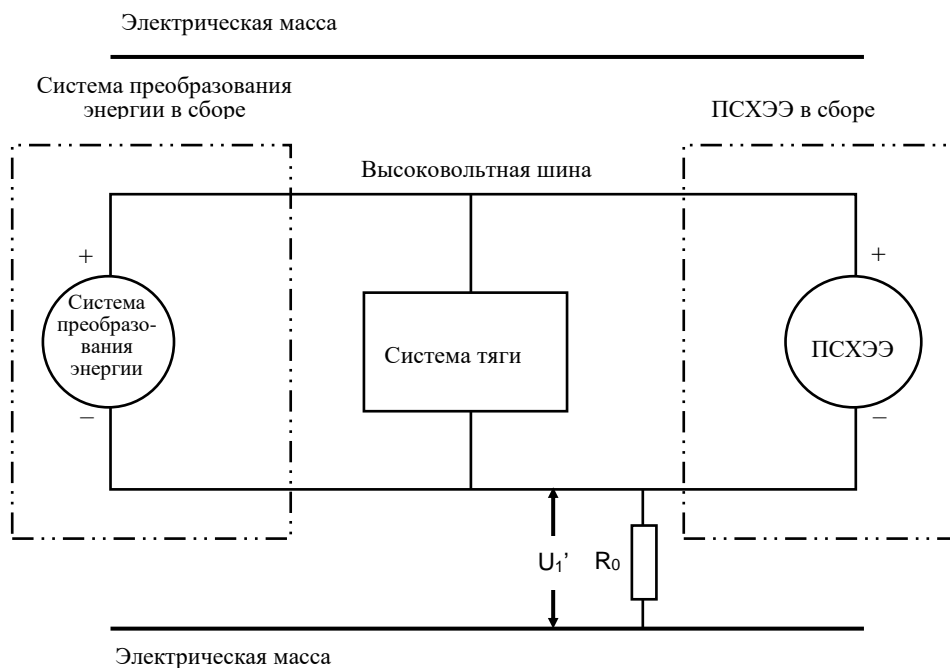 Электрическая масса
Система преобразования
энергии в сборе
ПСХЭЭ в сборе
Высоковольтная шина
+
+
Система
преобразо-
вания
энергии
Система тяги
ПСХЭЭ
−
−
U₁’
R₀
Электрическая масса